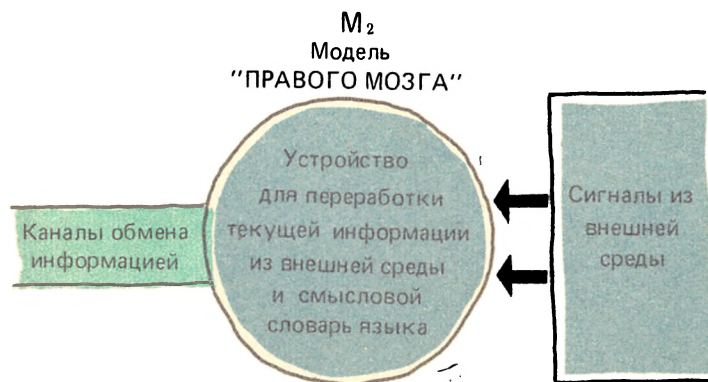 М₂
Модель
"ПРАВОГО МОЗГА"
Устройство
для переработки
текущей информации
из внешней среды
и смысловой
словарь языка
Каналы обмена
информацией
Сигналы из
внешней
среды